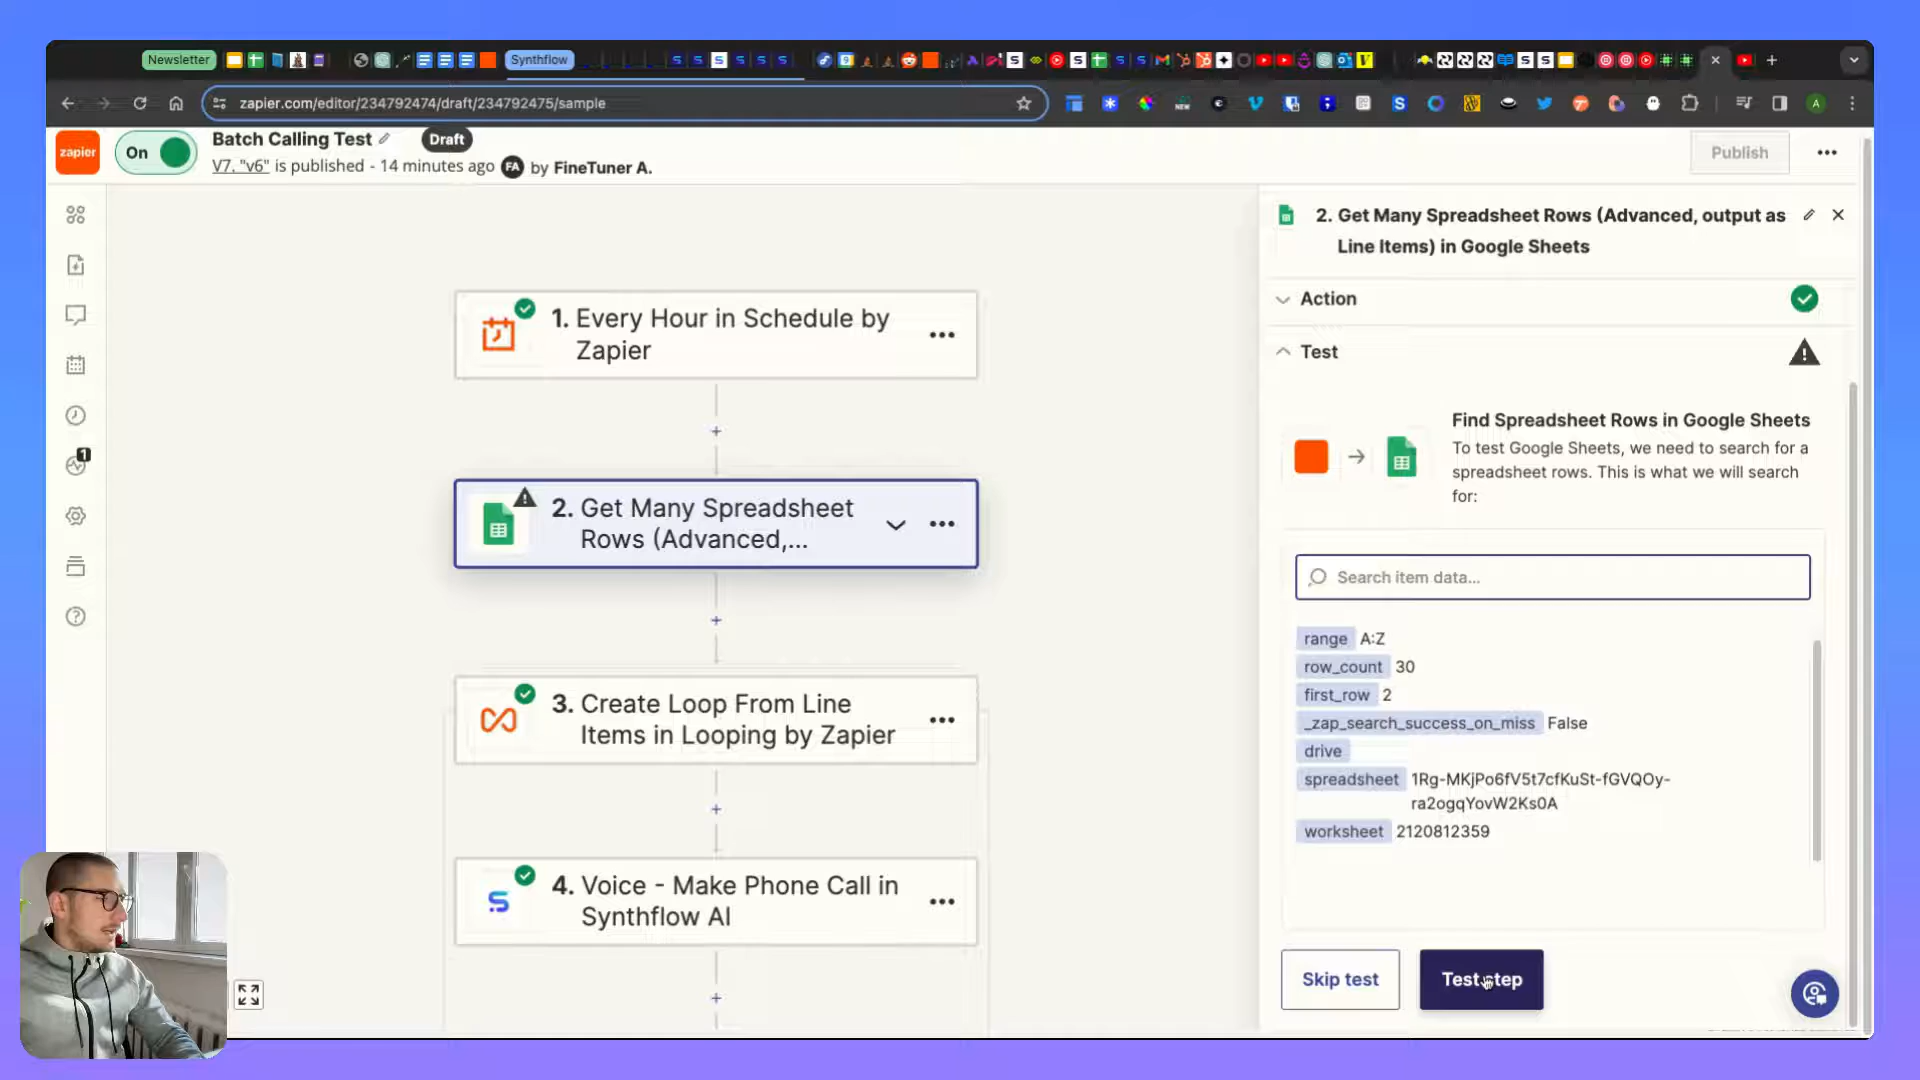 Newsletter
Synthflow
zapier.com/editor/234792474/draft/234792475/sample
zapier
On
Batch Calling Test
Draft
V7. "v6" is published - 14 minutes ago FA by FineTuner A.
Publish
1
1. Every Hour in Schedule by
Zapier
2. Get Many Spreadsheet
Rows (Advanced,...
3. Create Loop From Line
Items in Looping by Zapier
4. Voice - Make Phone Call in
Synthflow AI
2. Get Many Spreadsheet Rows (Advanced, output as
Line Items) in Google Sheets
Action
Test
Find Spreadsheet Rows in Google Sheets
To test Google Sheets, we need to search for a
spreadsheet rows. This is what we will search
for:
Search item data...
range A:Z
row_count 30
first_row 2
_zap_search_success_on_miss False
drive
spreadsheet 1Rg-MKjPo6fV5t7cfKuSt-fGVQOy-
ra2ogqYovW2Ks0A
worksheet 2120812359
Skip test
Test step